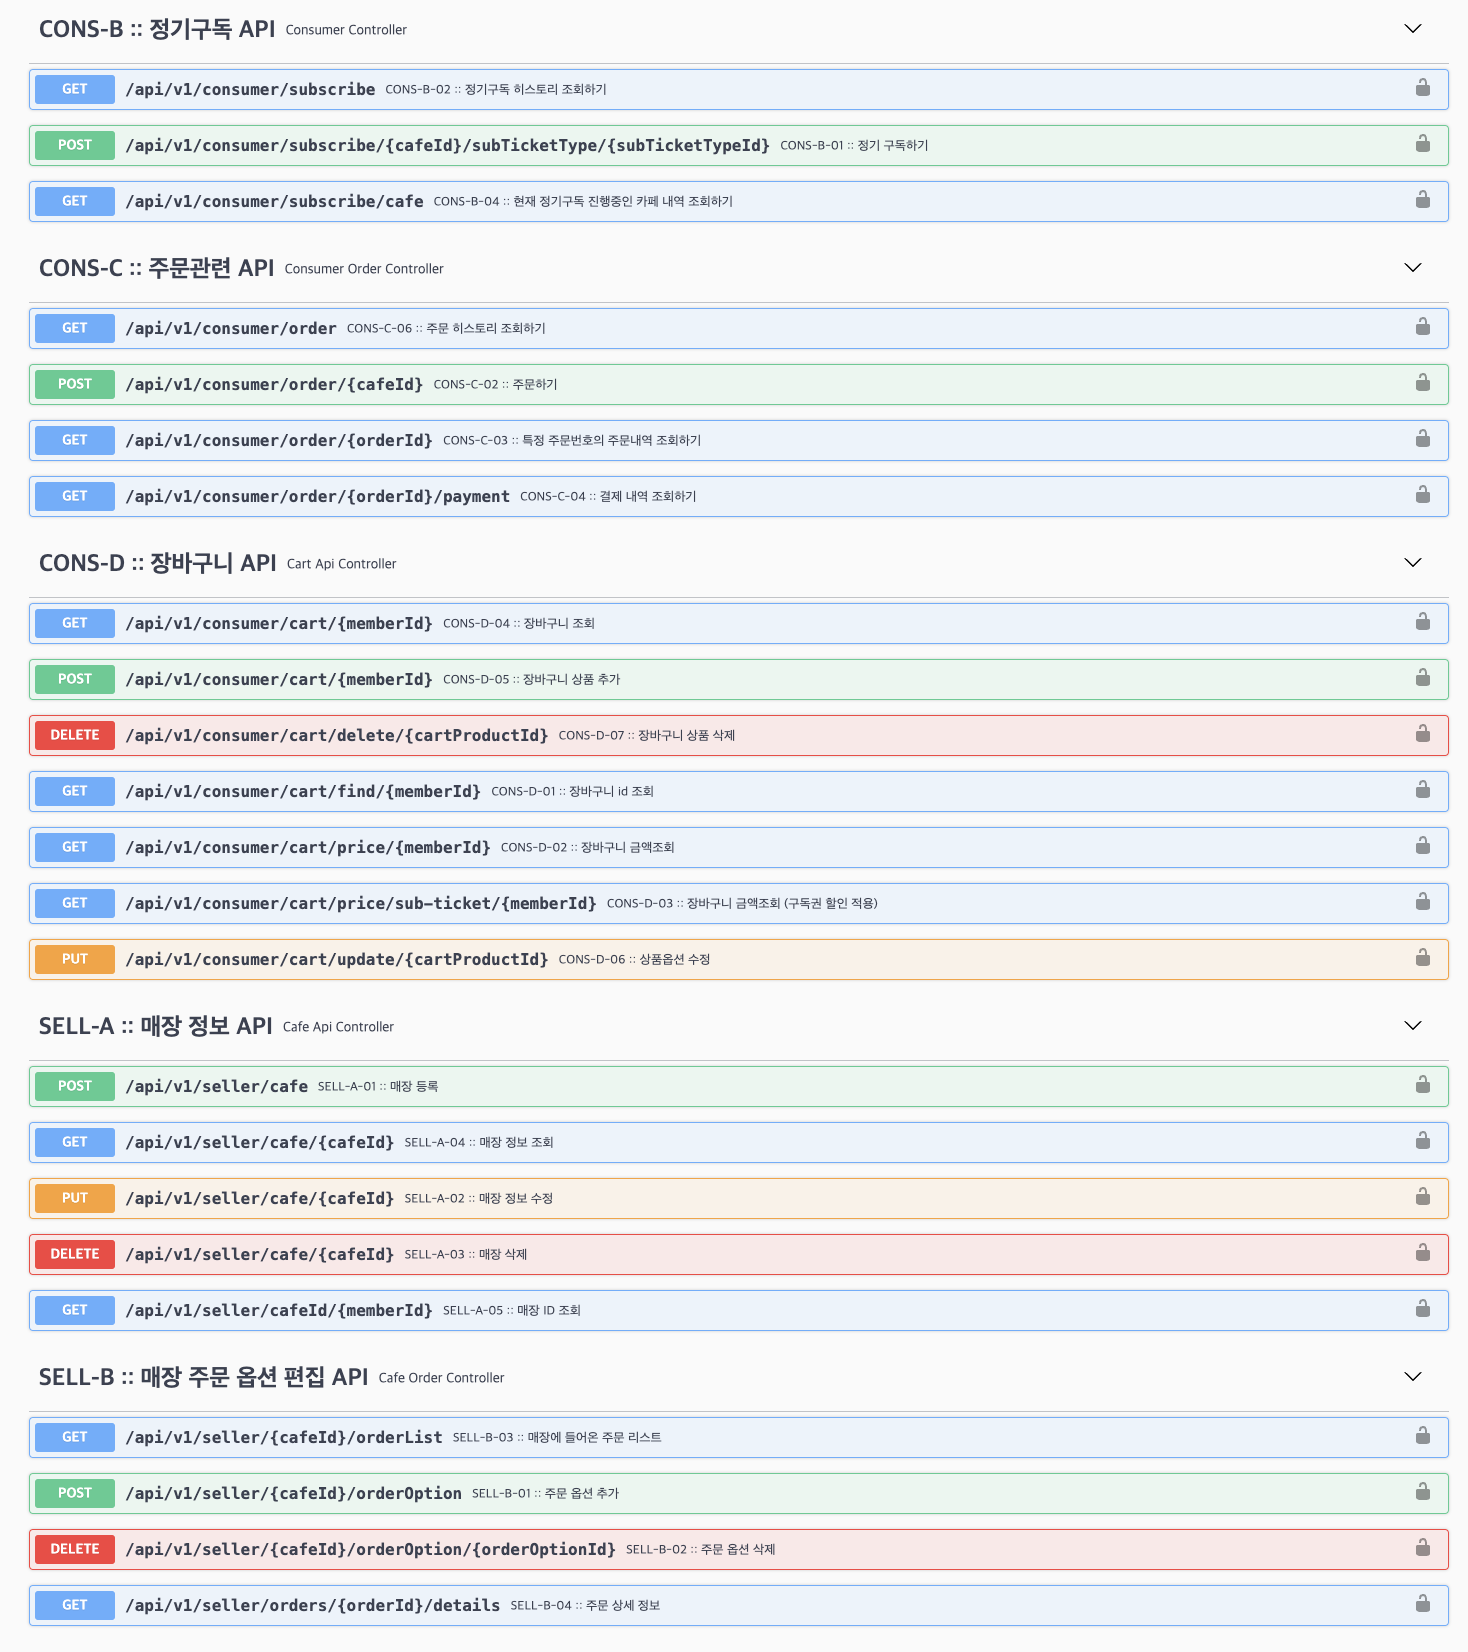 CONS-B :: 정기구독 API Consumer Controller
GET /api/v1/consumer/subscribe CONS-B-02 :: 정기구독 히스토리 조회하기
POST /api/v1/consumer/subscribe/{cafeId}/subTicketType/{subTicketTypeId} CONS-B-01 :: 정기 구독하기
GET /api/v1/consumer/subscribe/cafe CONS-B-04 :: 현재 정기구독 진행중인 카페 내역 조회하기
CONS-C :: 주문관련 API Consumer Order Controller
GET /api/v1/consumer/order CONS-C-06 :: 주문 히스토리 조회하기
POST /api/v1/consumer/order/{cafeId} CONS-C-02 :: 주문하기
GET /api/v1/consumer/order/{orderId} CONS-C-03 :: 특정 주문번호의 주문내역 조회하기
GET /api/v1/consumer/order/{orderId}/payment CONS-C-04 :: 결제 내역 조회하기
CONS-D :: 장바구니 API Cart Api Controller
GET /api/v1/consumer/cart/{memberId} CONS-D-04 :: 장바구니 조회
POST /api/v1/consumer/cart/{memberId} CONS-D-05 :: 장바구니 상품 추가
DELETE /api/v1/consumer/cart/delete/{cartProductId} CONS-D-07 :: 장바구니 상품 삭제
GET /api/v1/consumer/cart/find/{memberId} CONS-D-01 :: 장바구니 id 조회
GET /api/v1/consumer/cart/price/{memberId} CONS-D-02 :: 장바구니 금액조회
GET /api/v1/consumer/cart/price/sub-ticket/{memberId} CONS-D-03 :: 장바구니 금액조회 (구독권 할인 적용)
PUT /api/v1/consumer/cart/update/{cartProductId} CONS-D-06 :: 상품옵션 수정
SELL-A :: 매장 정보 API Cafe Api Controller
POST /api/v1/seller/cafe SELL-A-01 :: 매장 등록
GET /api/v1/seller/cafe/{cafeId} SELL-A-04 :: 매장 정보 조회
PUT /api/v1/seller/cafe/{cafeId} SELL-A-02 :: 매장 정보 수정
DELETE /api/v1/seller/cafe/{cafeId} SELL-A-03 :: 매장 삭제
GET /api/v1/seller/cafeId/{memberId} SELL-A-05 :: 매장 ID 조회
SELL-B :: 매장 주문 옵션 편집 API Cafe Order Controller
GET /api/v1/seller/{cafeId}/orderList SELL-B-03 :: 매장에 들어온 주문 리스트
POST /api/v1/seller/{cafeId}/orderOption SELL-B-01 :: 주문 옵션 추가
DELETE /api/v1/seller/{cafeId}/orderOption/{orderOptionId} SELL-B-02 :: 주문 옵션 삭제
GET /api/v1/seller/orders/{orderId}/details SELL-B-04 :: 주문 상세 정보